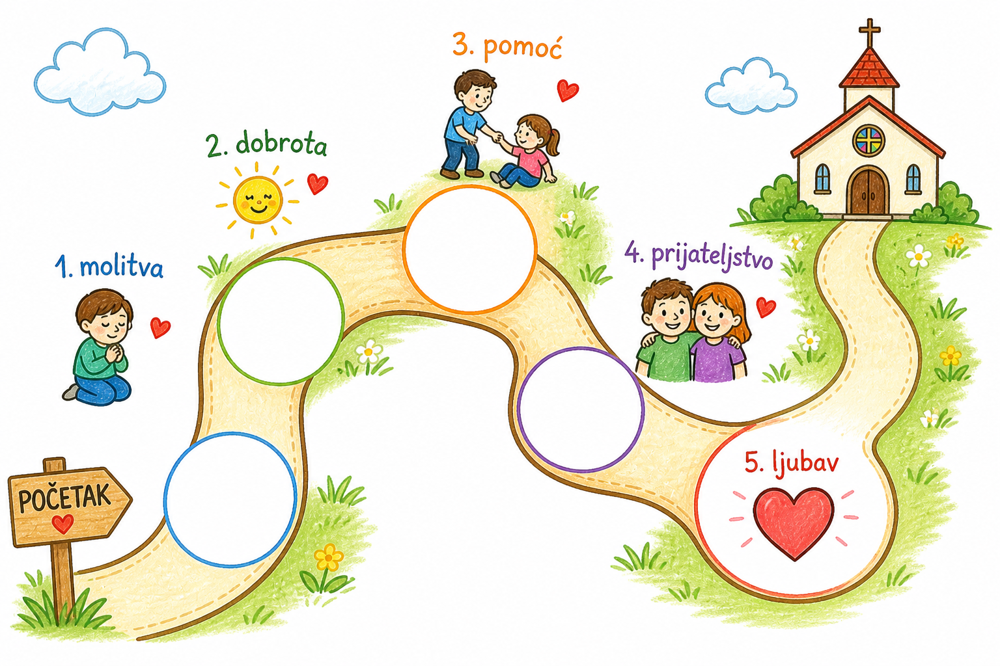 POČETAK
1. molitva
2. dobrota
3. pomoć
4. prijateljstvo
5. ljubav